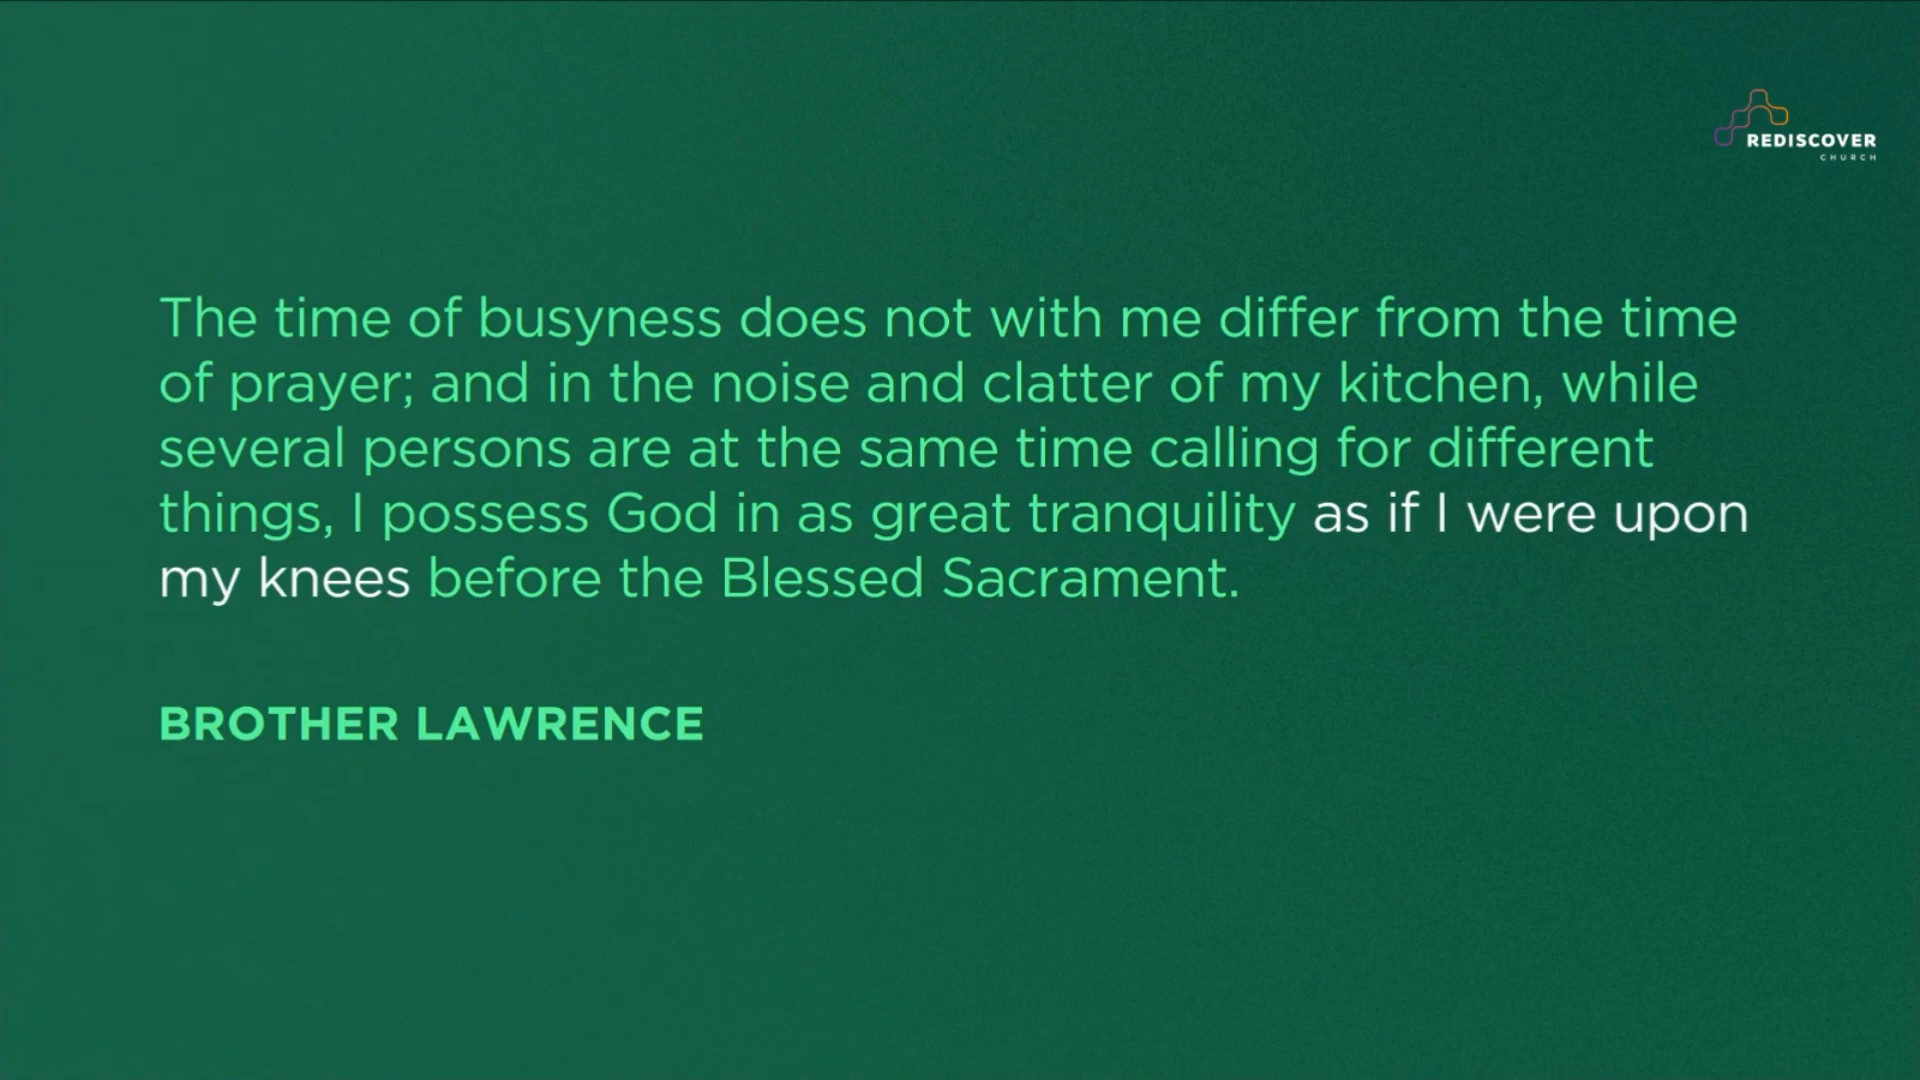 REDISCOVER
CHURCH
The time of busyness does not with me differ from the time
of prayer; and in the noise and clatter of my kitchen, while
several persons are at the same time calling for different
things, I possess God in as great tranquility as if I were upon
my knees before the Blessed Sacrament.
BROTHER LAWRENCE